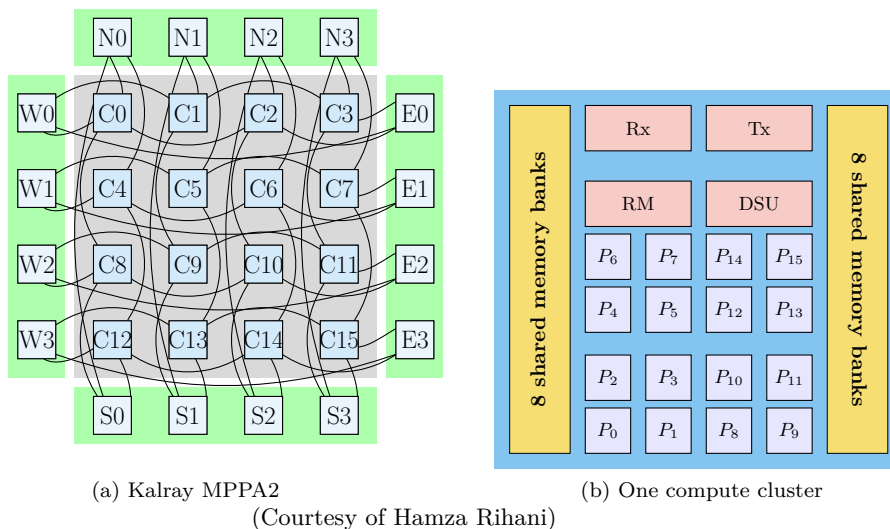 N0 N1 N2 N3
W0 C0 C1 C2 C3 E0
W1 C4 C5 C6 C7 E1
W2 C8 C9 C10 C11 E2
W3 C12 C13 C14 C15 E3
S0 S1 S2 S3
(a) Kalray MPPA2
8 shared memory banks
Rx Tx
RM DSU
P6 P7 P14 P15
P4 P5 P12 P13
P2 P3 P10 P11
P0 P1 P8 P9
8 shared memory banks
(b) One compute cluster
(Courtesy of Hamza Rihani)